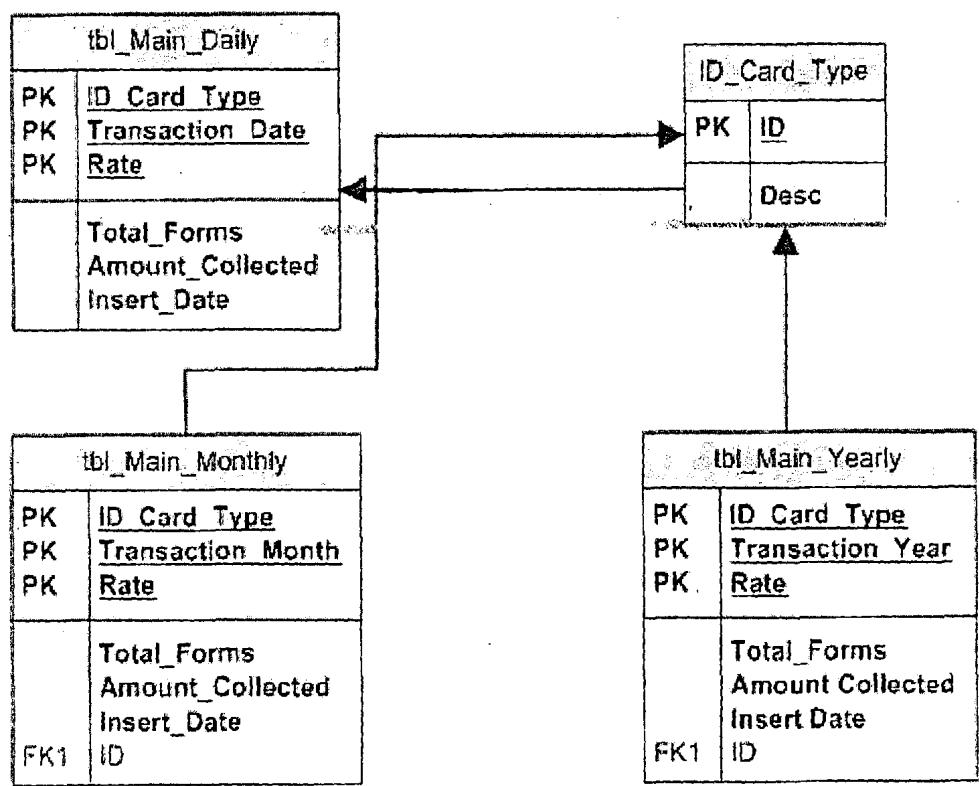 tbl_Main_Daily
PK ID_Card_Type
PK Transaction_Date
PK Rate
Total_Forms
Amount_Collected
Insert_Date
ID_Card_Type
PK ID
Desc
tbl_Main_Monthly
PK ID_Card_Type
PK Transaction_Month
PK Rate
Total_Forms
Amount_Collected
Insert_Date
FK1 ID
tbl_Main_Yearly
PK ID_Card_Type
PK Transaction_Year
PK Rate
Total_Forms
Amount Collected
Insert Date
FK1 ID